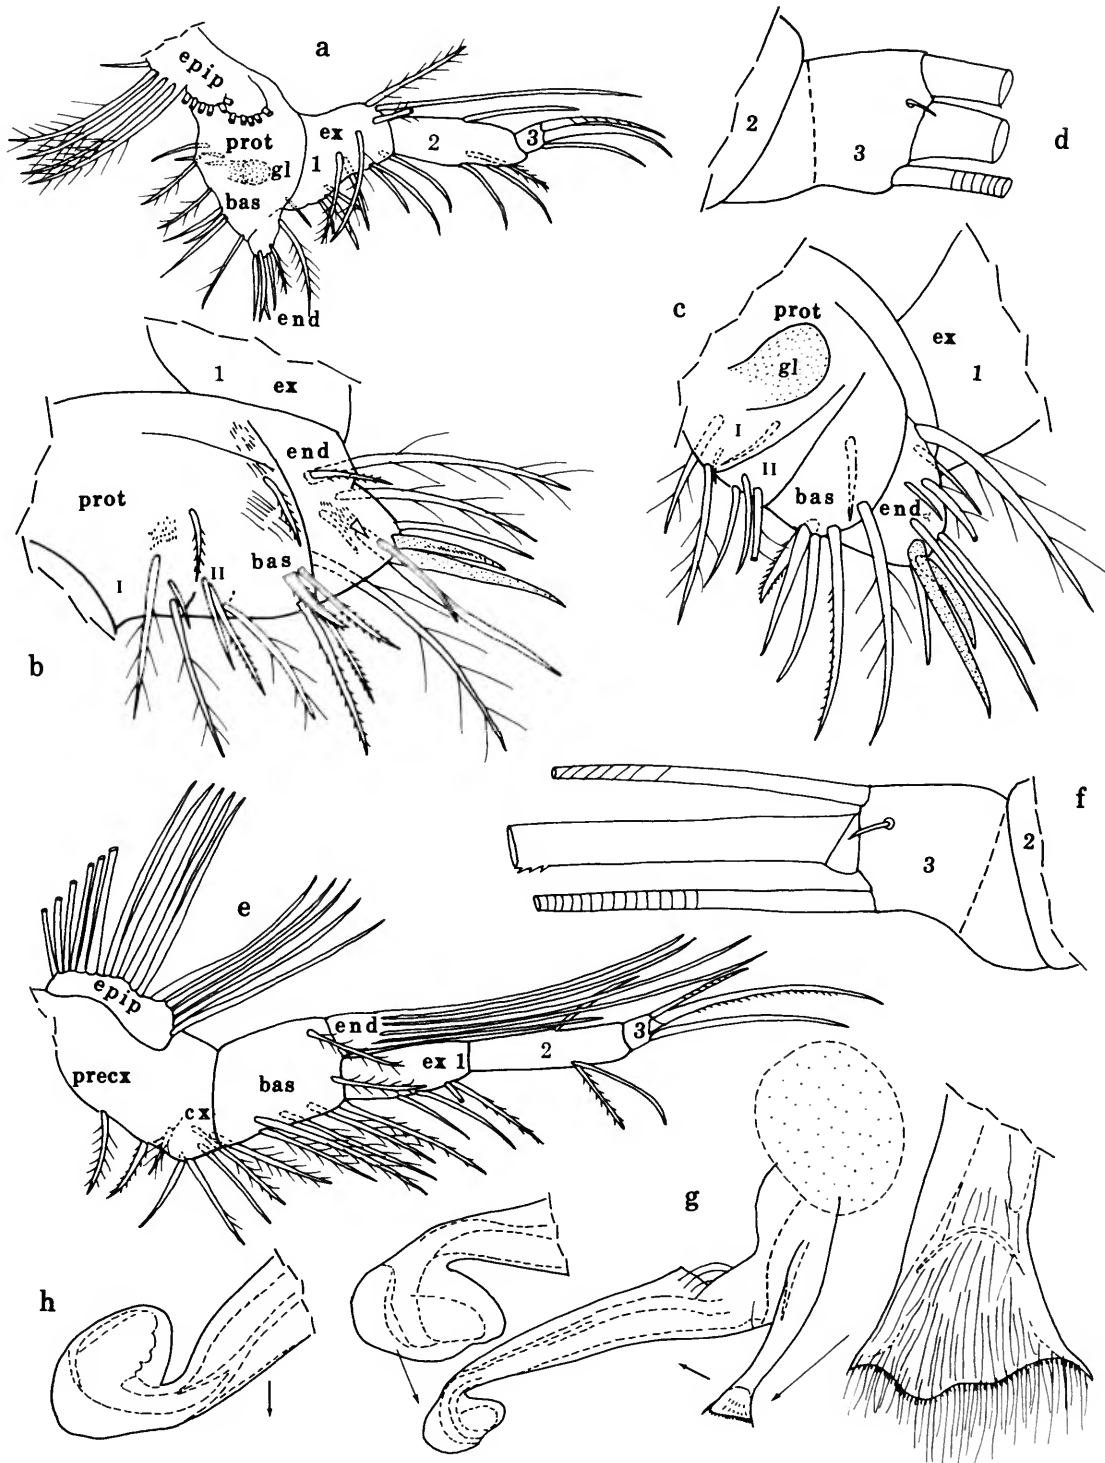 a
epip
prot
gl
bas
ex
1
2
3
end
2
3
d
1
ex
end
prot
I
II
bas
b
c
prot
gl
ex
1
I
II
bas
end
f
3
2
e
epip
precx
cx
bas
end
ex 1
2
3
g
h